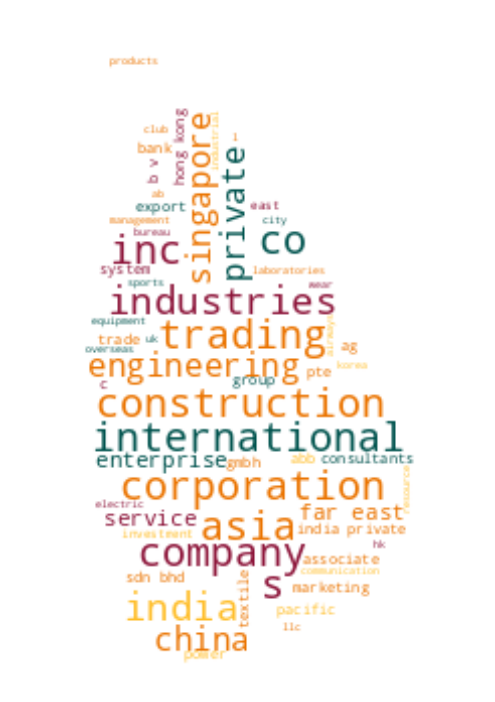 products
club
bank
b v
hong kong
singapore
industrial
l
private
ab
export
east
management
city
bureau
inc
co
system
laboratories
sports
wear
industries
equipment
trading
airways
trade
uk
overseas
ag
engineering
korea
group
pte
c
construction
international
enterprise
gmbh
abb
consultants
corporation
resource
electric
far east
service
asia
india private
investment
hk
company
associate
communication
sdn bhd
s
marketing
textile
india
pacific
llc
china
power